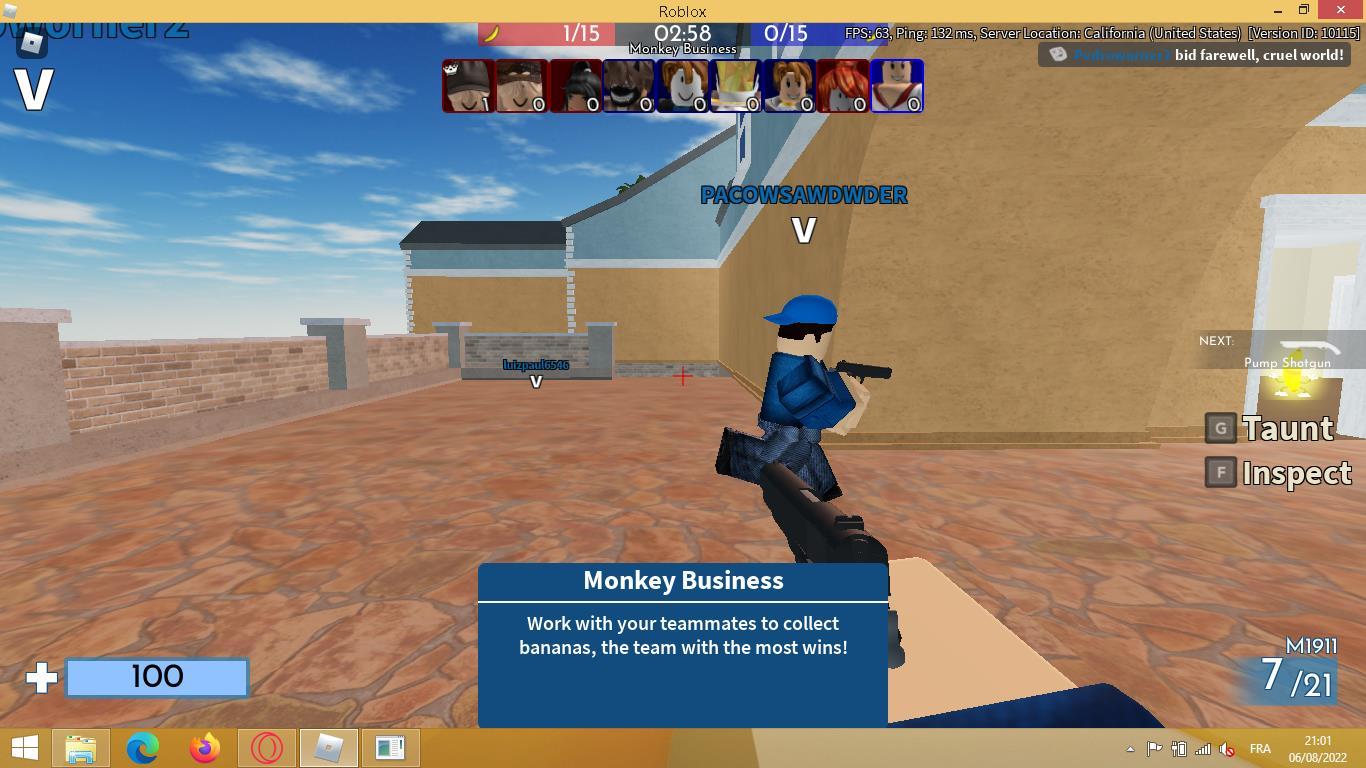 Roblox
1/15
02:58
0/15
Monkey Business
FPS: 63, Ping: 132 ms, Server Location: California (United States) [Version ID: 10115]
bid farewell, cruel world!
V
1 0 0 0 0 0 0 0 0
PACOWSAWDWDER
V
luizpaul6546
V
NEXT:
Pump Shotgun
G Taunt
F Inspect
Monkey Business
Work with your teammates to collect
bananas, the team with the most wins!
100
M1911
7/21
FRA
21:01
06/08/2022